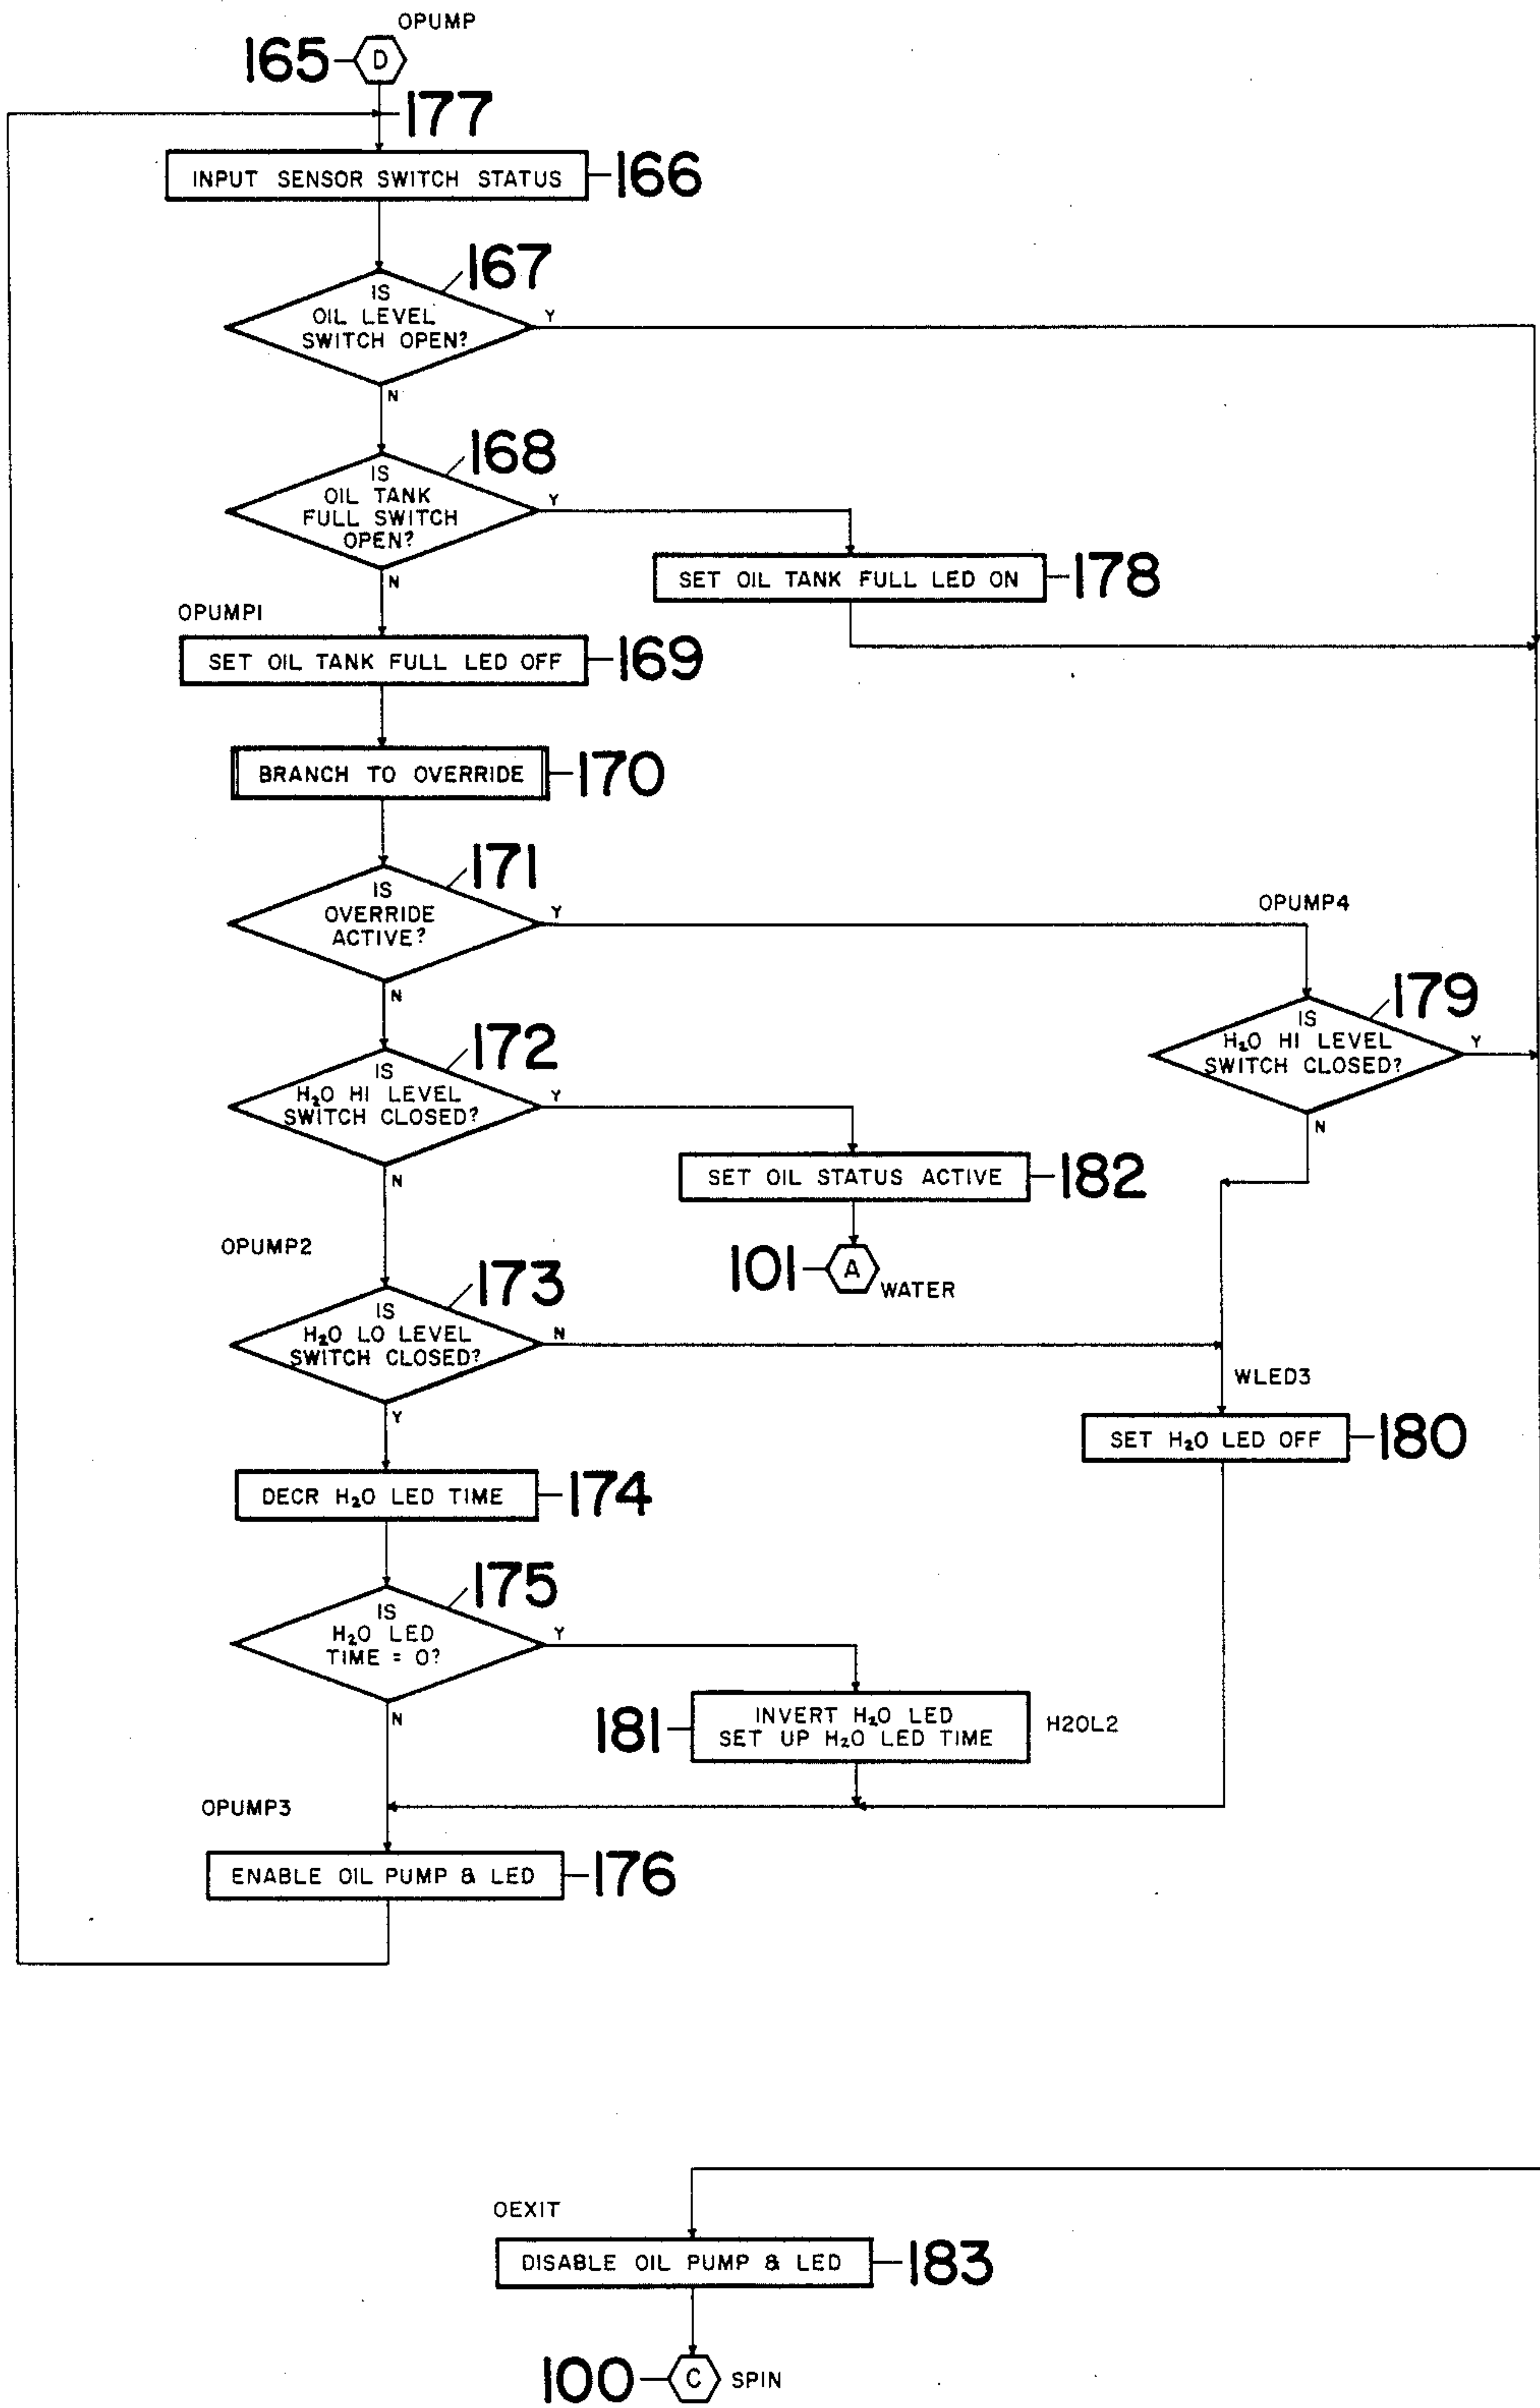 OPUMP
165
D
177
INPUT SENSOR SWITCH STATUS
166
167
IS
OIL LEVEL
SWITCH OPEN?
Y
N
168
IS
OIL TANK
FULL SWITCH
OPEN?
Y
N
SET OIL TANK FULL LED ON
178
OPUMP1
SET OIL TANK FULL LED OFF
169
BRANCH TO OVERRIDE
170
171
IS
OVERRIDE
ACTIVE?
Y
N
OPUMP4
179
IS
H₂O HI LEVEL
SWITCH CLOSED?
Y
N
172
IS
H₂O HI LEVEL
SWITCH CLOSED?
Y
N
SET OIL STATUS ACTIVE
182
101
A
WATER
OPUMP2
173
IS
H₂O LO LEVEL
SWITCH CLOSED?
N
Y
WLED3
SET H₂O LED OFF
180
DECR H₂O LED TIME
174
175
IS
H₂O LED
TIME = 0?
Y
N
181
INVERT H₂O LED
SET UP H₂O LED TIME
H2OL2
OPUMP3
ENABLE OIL PUMP & LED
176
OEXIT
DISABLE OIL PUMP & LED
183
100
C
SPIN